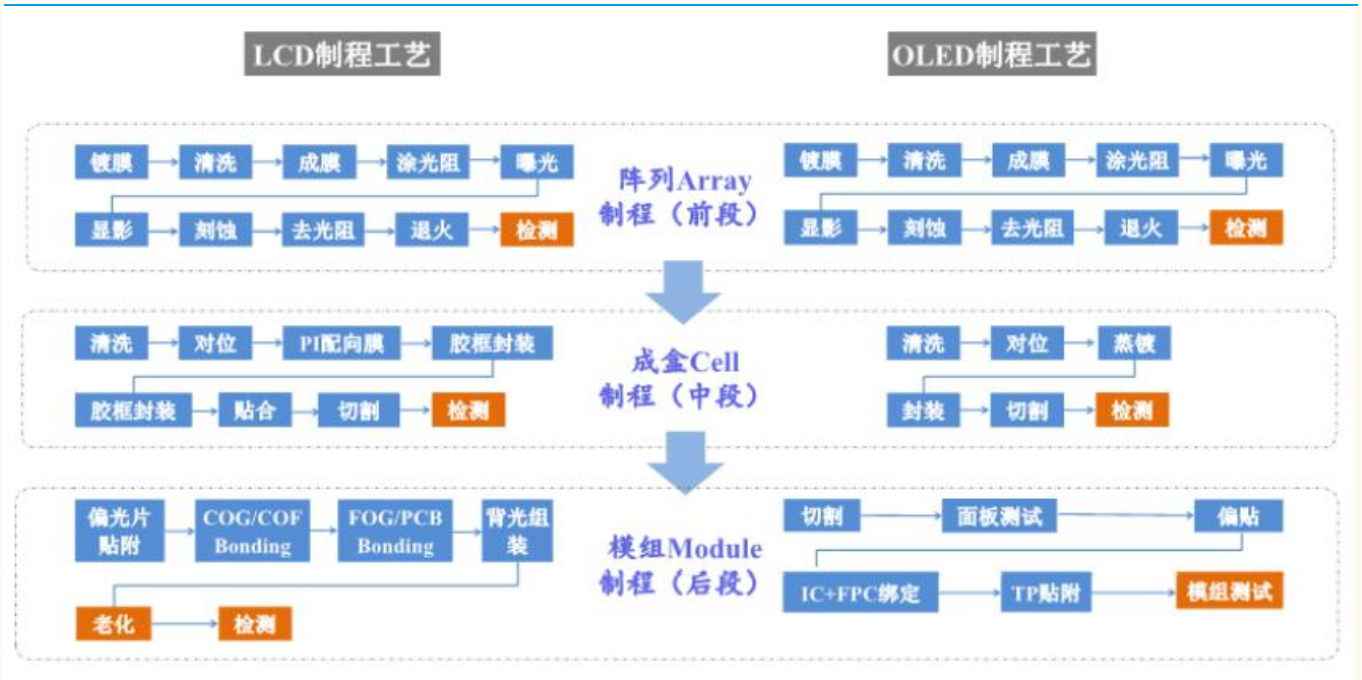 LCD制程工艺
OLED制程工艺
镀膜 清洗 成膜 涂光阻 曝光
显影 刻蚀 去光阻 退火 检测
阵列Array
制程（前段）
镀膜 清洗 成膜 涂光阻 曝光
显影 刻蚀 去光阻 退火 检测
清洗 对位 PI配向膜 胶框封装
胶框封装 贴合 切割 检测
成盒Cell
制程（中段）
清洗 对位 蒸镀
封装 切割 检测
偏光片
贴附
COG/COF
Bonding
FOG/PCB
Bonding
背光组
装
老化 检测
模组Module
制程（后段）
切割 面板测试 偏贴
IC+FPC绑定 TP贴附 模组测试